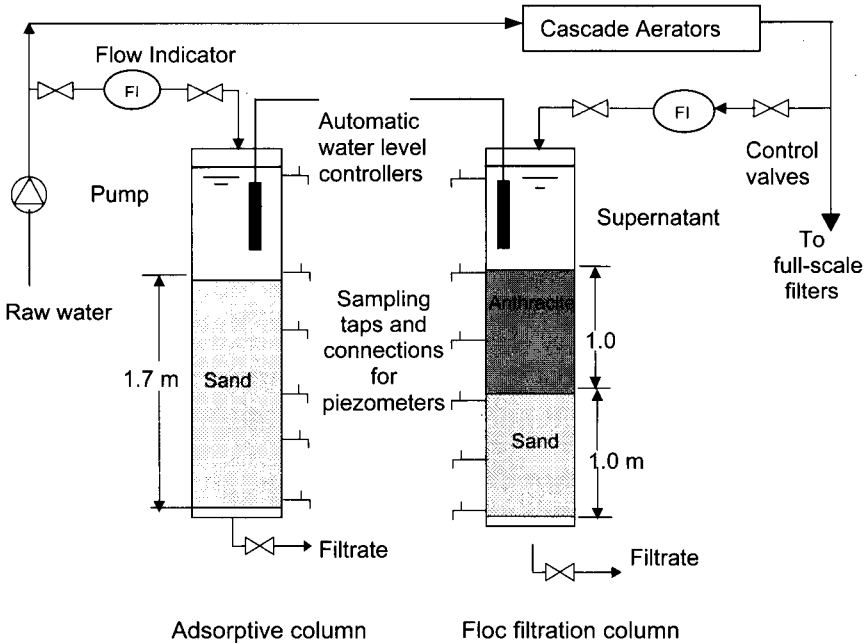 Cascade Aerators
Flow Indicator
FI
FI
Automatic
water level
controllers
Control
valves
Pump
Supernatant
To
full-scale
filters
Raw water
Sampling
taps and
connections
for
piezometers
Anthracite
1.0
1.7 m
Sand
Sand
1.0 m
Filtrate
Filtrate
Adsorptive column
Floc filtration column